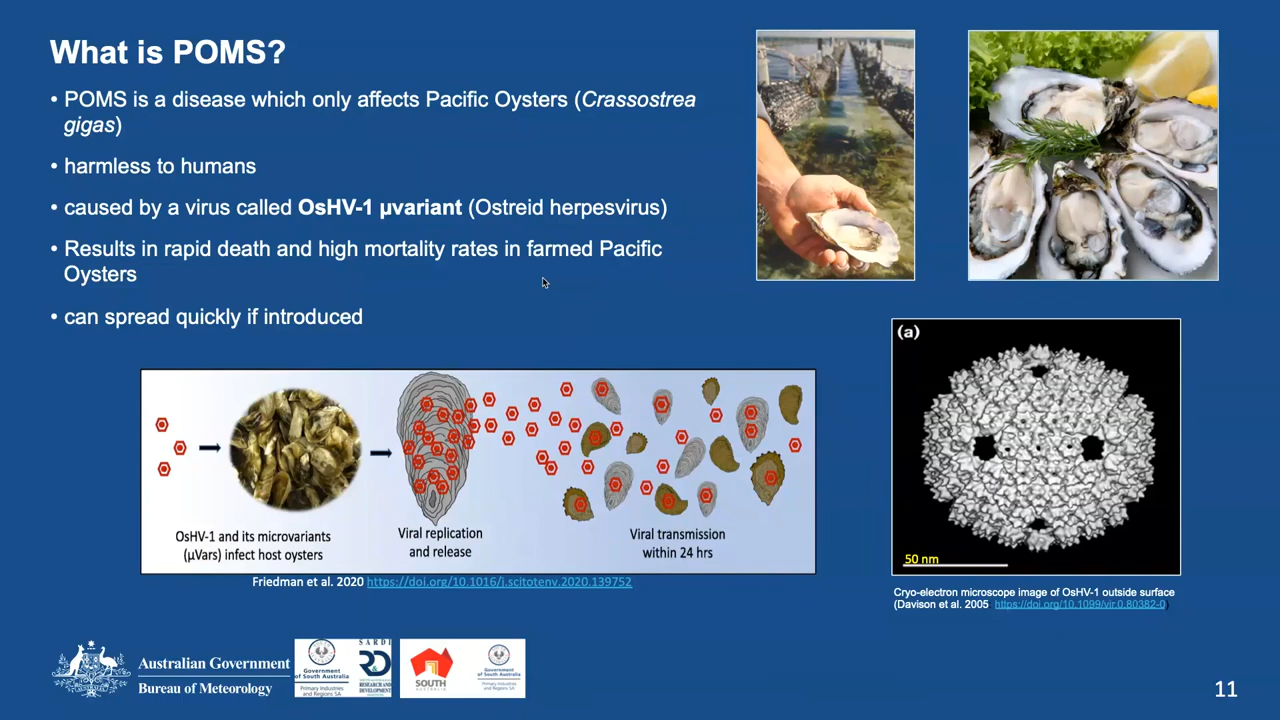 What is POMS?
• POMS is a disease which only affects Pacific Oysters (Crassostrea
gigas)
• harmless to humans
• caused by a virus called OsHV-1 µvariant (Ostreid herpesvirus)
• Results in rapid death and high mortality rates in farmed Pacific
Oysters
• can spread quickly if introduced
OsHV-1 and its microvariants
(µVars) infect host oysters
Viral replication
and release
Viral transmission
within 24 hrs
Friedman et al. 2020 https://doi.org/10.1016/j.scitotenv.2020.139752
(a)
50 nm
Cryo-electron microscope image of OsHV-1 outside surface
(Davison et al. 2005 https://doi.org/10.1099/vir.0.80382-0)
Australian Government
Bureau of Meteorology
Government
of South Australia
Primary Industries
and Regions SA
SARDI
RD
RESEARCH AND
DEVELOPMENT
SOUTH
AUSTRALIA
Government
of South Australia
Primary Industries
and Regions SA
11